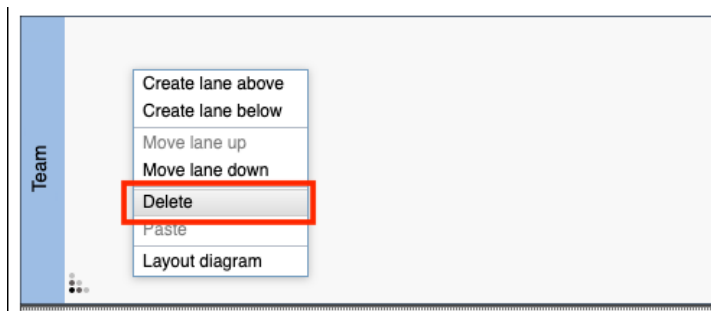 Team
Create lane above
Create lane below
Move lane up
Move lane down
Delete
Paste
Layout diagram